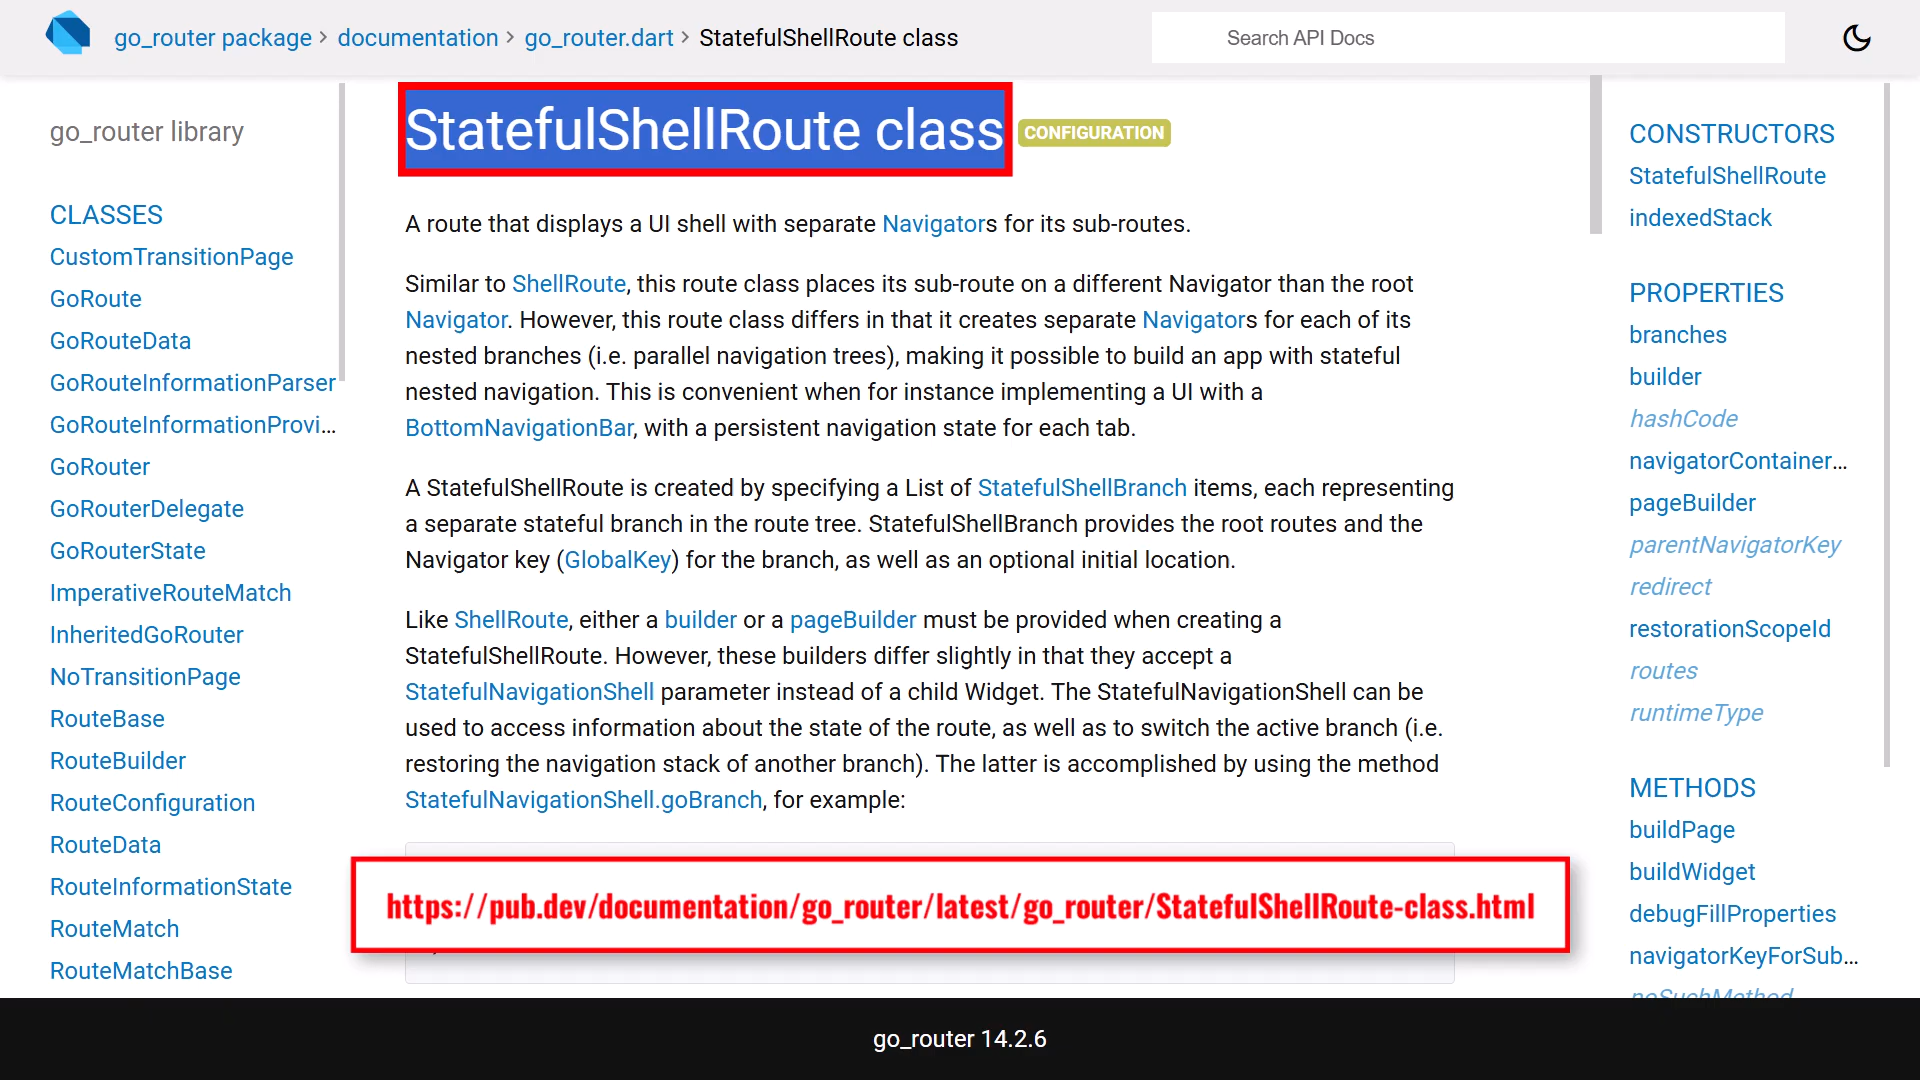 go_router package > documentation > go_router.dart > StatefulShellRoute class
Search API Docs
go_router library
CLASSES
CustomTransitionPage
GoRoute
GoRouteData
GoRouteInformationParser
GoRouteInformationProvi...
GoRouter
GoRouterDelegate
GoRouterState
ImperativeRouteMatch
InheritedGoRouter
NoTransitionPage
RouteBase
RouteBuilder
RouteConfiguration
RouteData
RouteInformationState
RouteMatch
RouteMatchBase
StatefulShellRoute class CONFIGURATION
A route that displays a UI shell with separate Navigators for its sub-routes.
Similar to ShellRoute, this route class places its sub-route on a different Navigator than the root
Navigator. However, this route class differs in that it creates separate Navigators for each of its
nested branches (i.e. parallel navigation trees), making it possible to build an app with stateful
nested navigation. This is convenient when for instance implementing a UI with a
BottomNavigationBar, with a persistent navigation state for each tab.
A StatefulShellRoute is created by specifying a List of StatefulShellBranch items, each representing
a separate stateful branch in the route tree. StatefulShellBranch provides the root routes and the
Navigator key (GlobalKey) for the branch, as well as an optional initial location.
Like ShellRoute, either a builder or a pageBuilder must be provided when creating a
StatefulShellRoute. However, these builders differ slightly in that they accept a
StatefulNavigationShell parameter instead of a child Widget. The StatefulNavigationShell can be
used to access information about the state of the route, as well as to switch the active branch (i.e.
restoring the navigation stack of another branch). The latter is accomplished by using the method
StatefulNavigationShell.goBranch, for example:
https://pub.dev/documentation/go_router/latest/go_router/StatefulShellRoute-class.html
CONSTRUCTORS
StatefulShellRoute
indexedStack
PROPERTIES
branches
builder
hashCode
navigatorContainer...
pageBuilder
parentNavigatorKey
redirect
restorationScopeId
routes
runtimeType
METHODS
buildPage
buildWidget
debugFillProperties
navigatorKeyForSub...
noSuchMethod
go_router 14.2.6